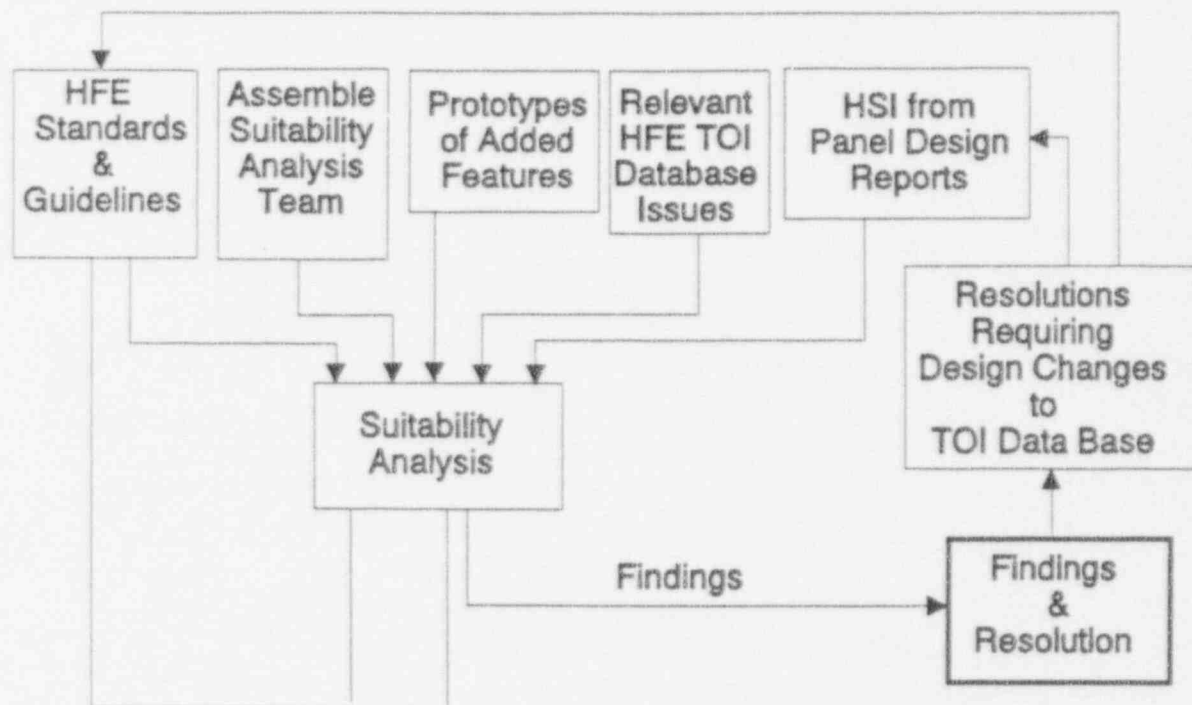 HFE
Standards
&
Guidelines
Assemble
Suitability
Analysis
Team
Prototypes
of Added
Features
Relevant
HFE TOI
Database
Issues
HSI from
Panel Design
Reports
Resolutions
Requiring
Design Changes
to
TOI Data Base
Suitability
Analysis
Findings
Findings
&
Resolution